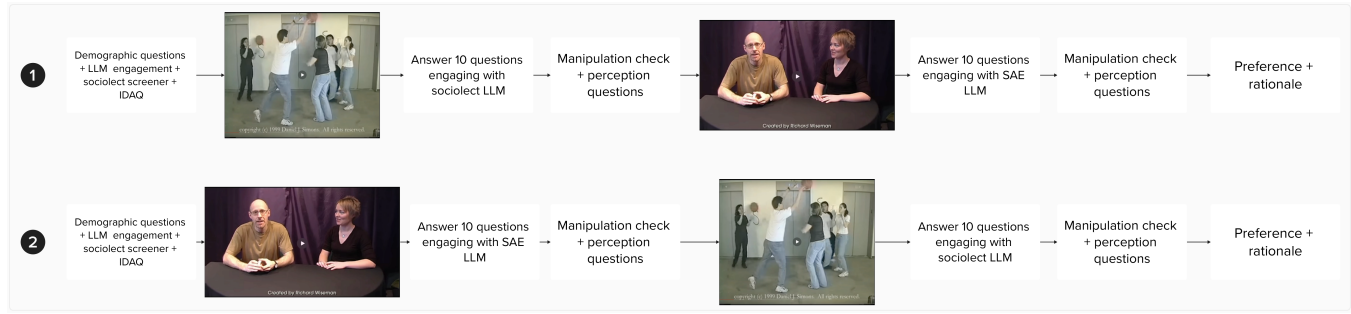 1
Demographic questions
+ LLM engagement +
sociolect screener +
IDAQ
copyright (c) 1999 Daniel J. Simons. All rights reserved
Answer 10 questions
engaging with
sociolect LLM
Manipulation check
+ perception
questions
Created by Richard Wiseman
Answer 10 questions
engaging with SAE
LLM
Manipulation check
+ perception
questions
Preference +
rationale
2
Demographic questions
+ LLM engagement +
sociolect screener +
IDAQ
Created by Richard Wiseman
Answer 10 questions
engaging with SAE
LLM
Manipulation check
+ perception
questions
copyright (c) 1999 Daniel J. Simons. All rights reserved
Answer 10 questions
engaging with
sociolect LLM
Manipulation check
+ perception
questions
Preference +
rationale